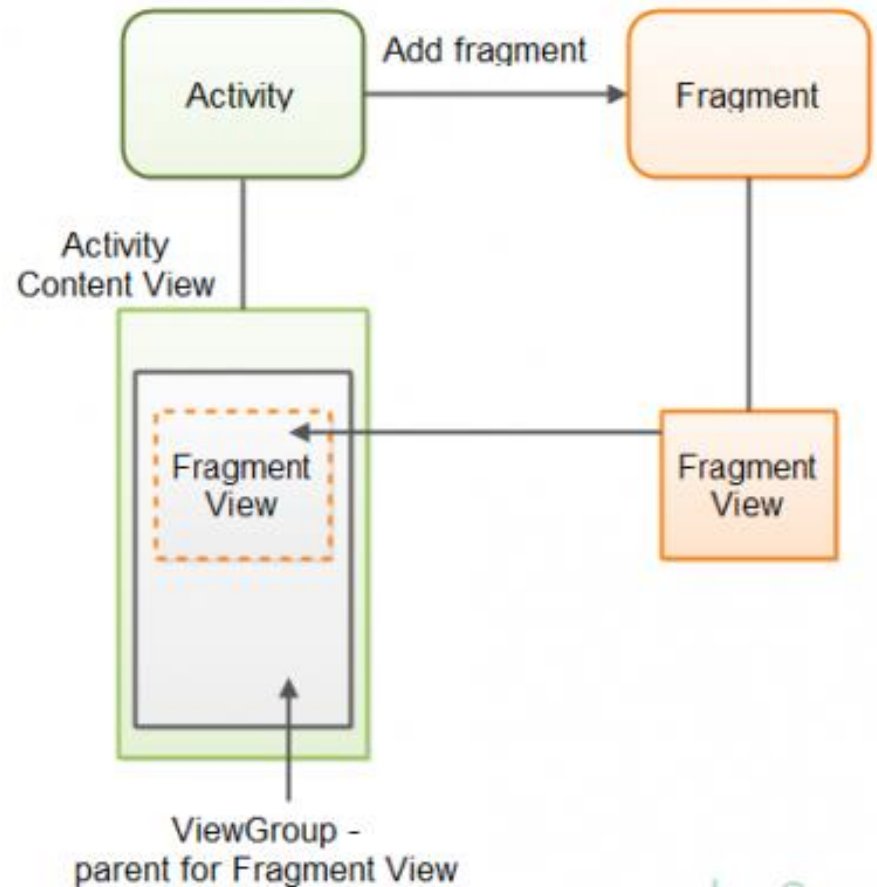 Activity
Add fragment
Fragment
Activity
Content View
Fragment
View
Fragment
View
ViewGroup -
parent for Fragment View